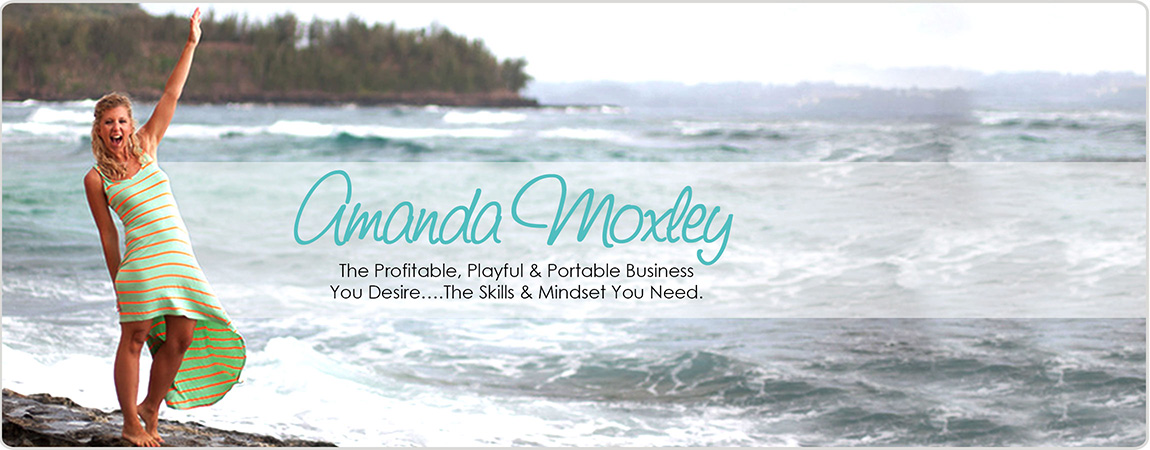 Amanda Moxley
The Profitable, Playful & Portable Business
You Desire....The Skills & Mindset You Need.